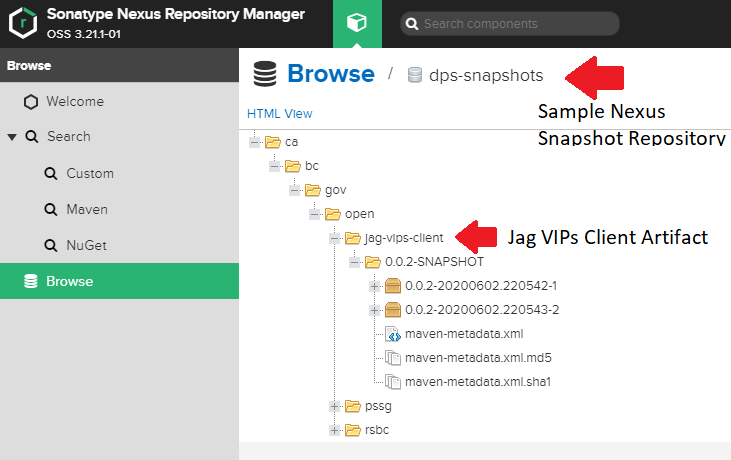 Sonatype Nexus Repository Manager
OSS 3.21.1-01
Search components
Browse
Welcome
Search
Custom
Maven
NuGet
Browse
Browse / dps-snapshots
HTML View
Sample Nexus
Snapshot Repository
ca
bc
gov
open
jag-vips-client
Jag VIPs Client Artifact
0.0.2-SNAPSHOT
0.0.2-20200602.220542-1
0.0.2-20200602.220543-2
maven-metadata.xml
maven-metadata.xml.md5
maven-metadata.xml.sha1
pssg
rsbc